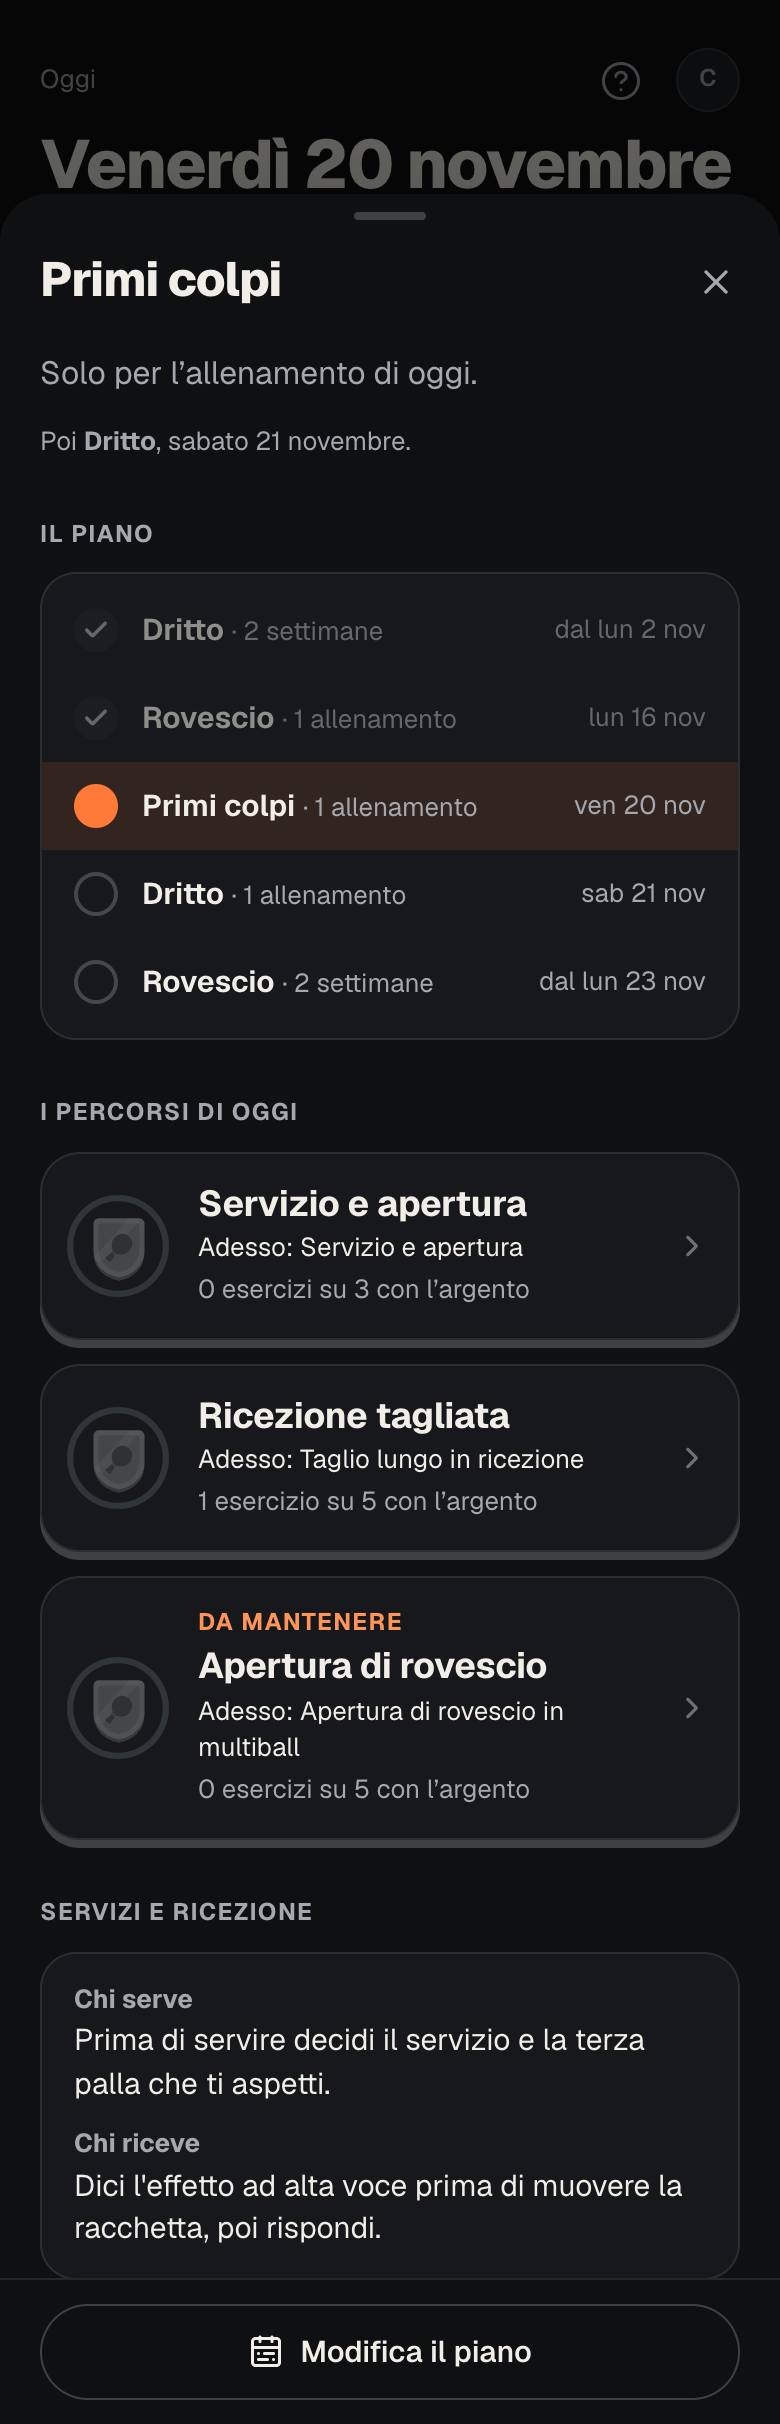 Oggi
C
Venerdì 20 novembre
Primi colpi
Solo per l’allenamento di oggi.
Poi Dritto, sabato 21 novembre.
IL PIANO
Dritto · 2 settimane dal lun 2 nov
Rovescio · 1 allenamento lun 16 nov
Primi colpi · 1 allenamento ven 20 nov
Dritto · 1 allenamento sab 21 nov
Rovescio · 2 settimane dal lun 23 nov
I PERCORSI DI OGGI
Servizio e apertura
Adesso: Servizio e apertura
0 esercizi su 3 con l’argento
Ricezione tagliata
Adesso: Taglio lungo in ricezione
1 esercizio su 5 con l’argento
DA MANTENERE
Apertura di rovescio
Adesso: Apertura di rovescio in
multiball
0 esercizi su 5 con l’argento
SERVIZI E RICEZIONE
Chi serve
Prima di servire decidi il servizio e la terza
palla che ti aspetti.
Chi riceve
Dici l'effetto ad alta voce prima di muovere la
racchetta, poi rispondi.
Modifica il piano